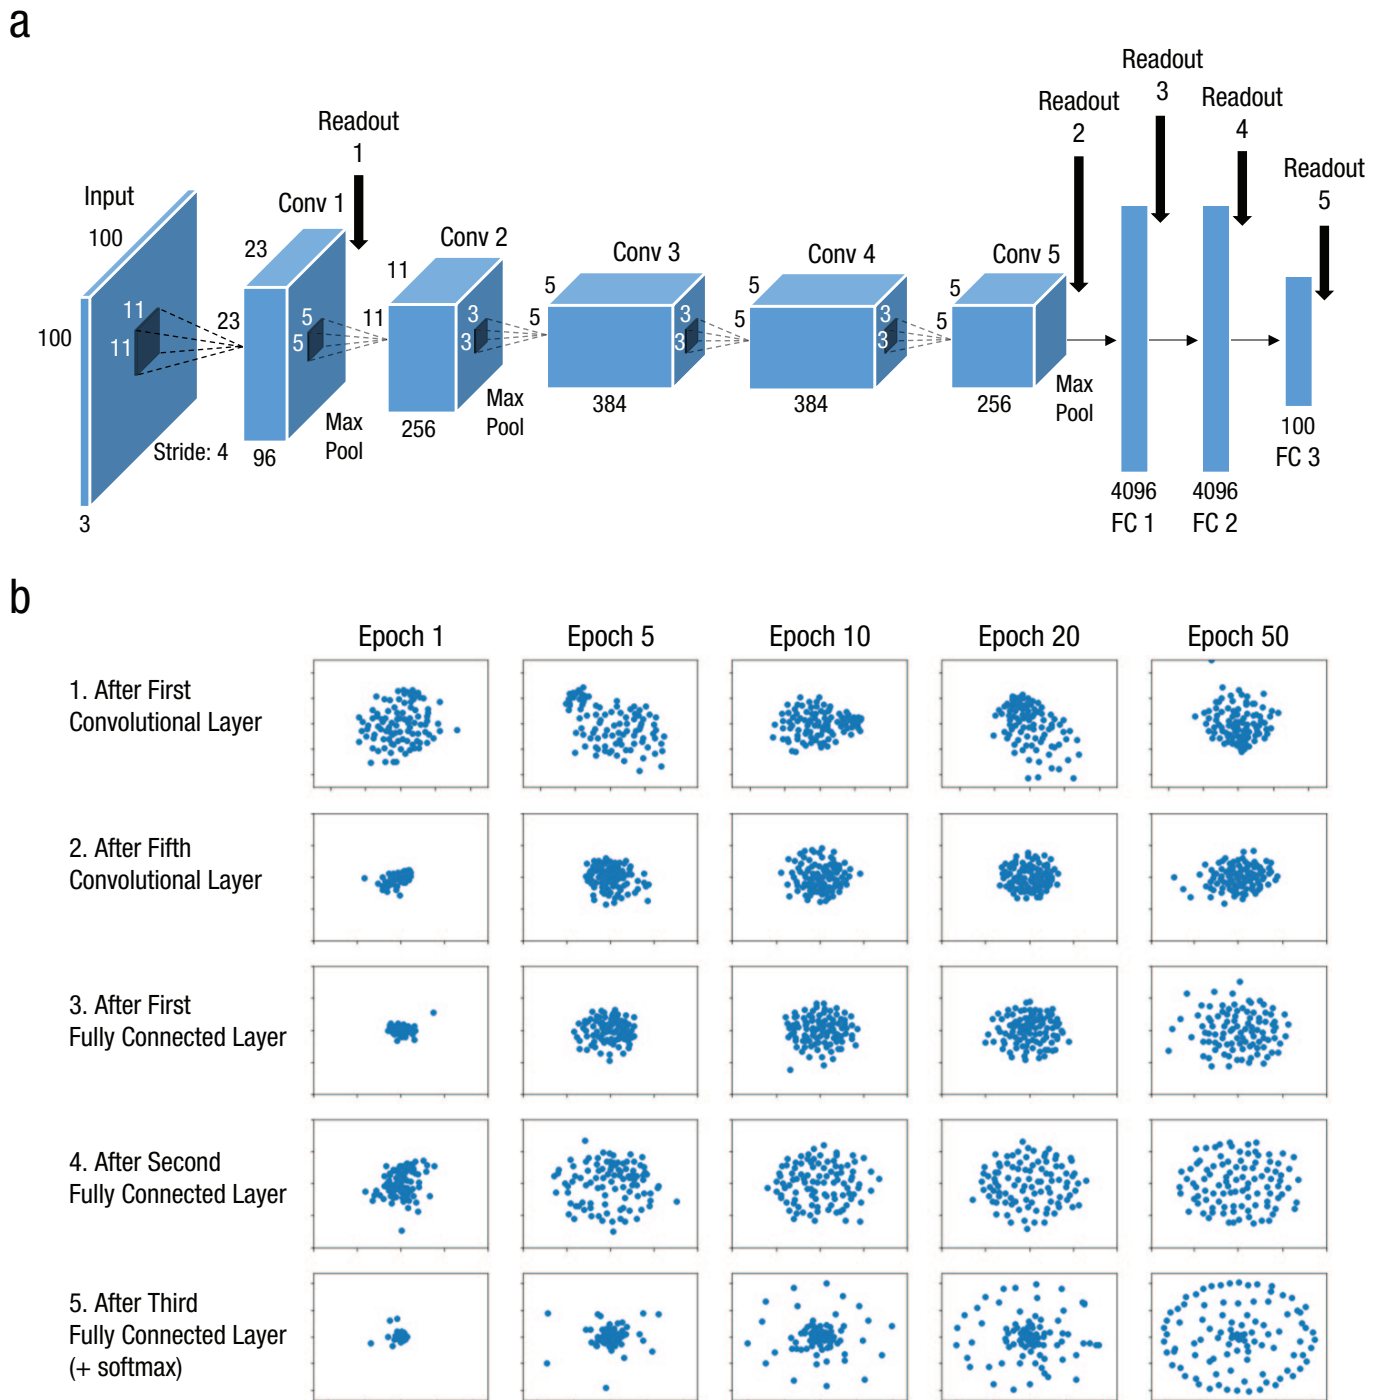 a
Readout
3
Readout
2
Readout
4
Readout
1
Readout
5
Input
100
100
11
11
3
Stride: 4
Conv 1
23
23
5
5
96
Max
Pool
Conv 2
11
11
3
3
256
Max
Pool
Conv 3
5
5
3
3
384
Conv 4
5
5
3
3
384
Conv 5
5
5
256
Max
Pool
4096
FC 1
4096
FC 2
100
FC 3
b
Epoch 1
Epoch 5
Epoch 10
Epoch 20
Epoch 50
1. After First
Convolutional Layer
2. After Fifth
Convolutional Layer
3. After First
Fully Connected Layer
4. After Second
Fully Connected Layer
5. After Third
Fully Connected Layer
(+ softmax)